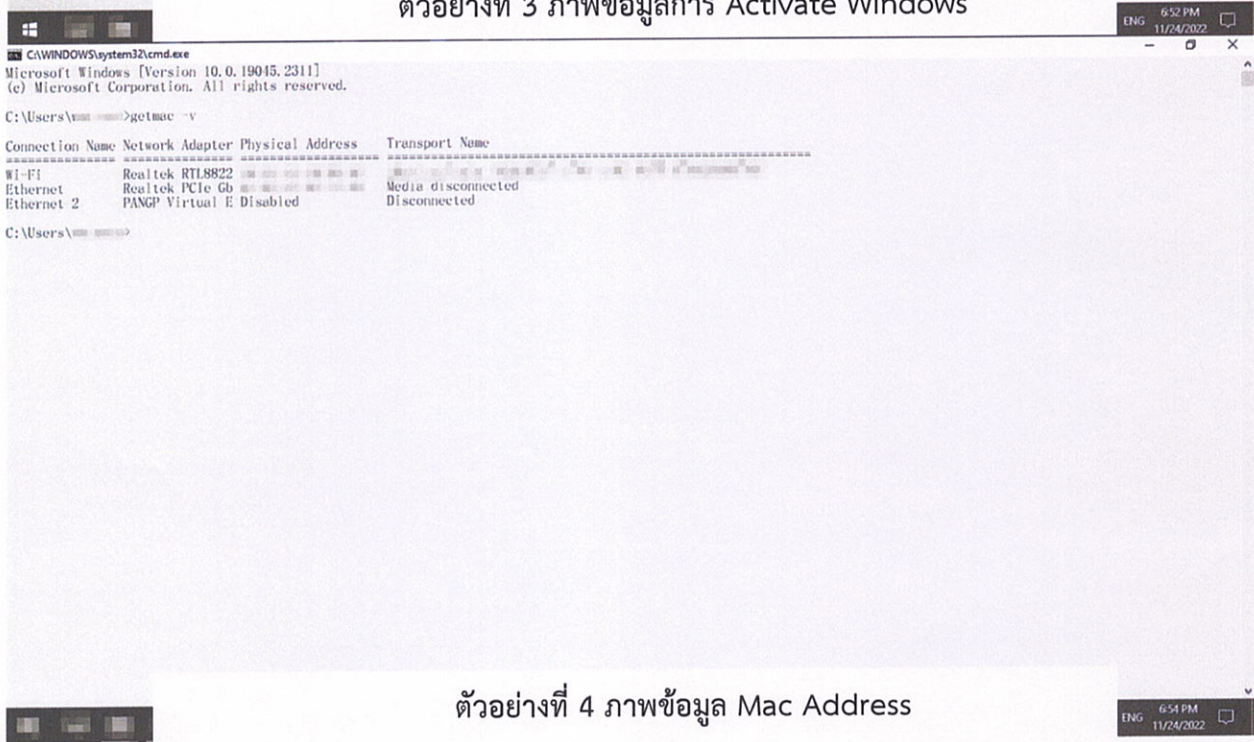 ตัวอย่างที่ 3 ภาพข้อมูลการ Activate Windows
ENG 6:52 PM
11/24/2022
C:\WINDOWS\system32\cmd.exe
Microsoft Windows [Version 10.0.19045.2311]
(c) Microsoft Corporation. All rights reserved.
C:\Users\ >getmac -v
Connection Name Network Adapter Physical Address Transport Name
=============== =============== =================== ==========================================================
Wi-Fi Realtek RTL8822
Ethernet Realtek PCIe Gb Media disconnected
Ethernet 2 PANGP Virtual E Disabled Disconnected
C:\Users\ >
ตัวอย่างที่ 4 ภาพข้อมูล Mac Address
ENG 6:54 PM
11/24/2022